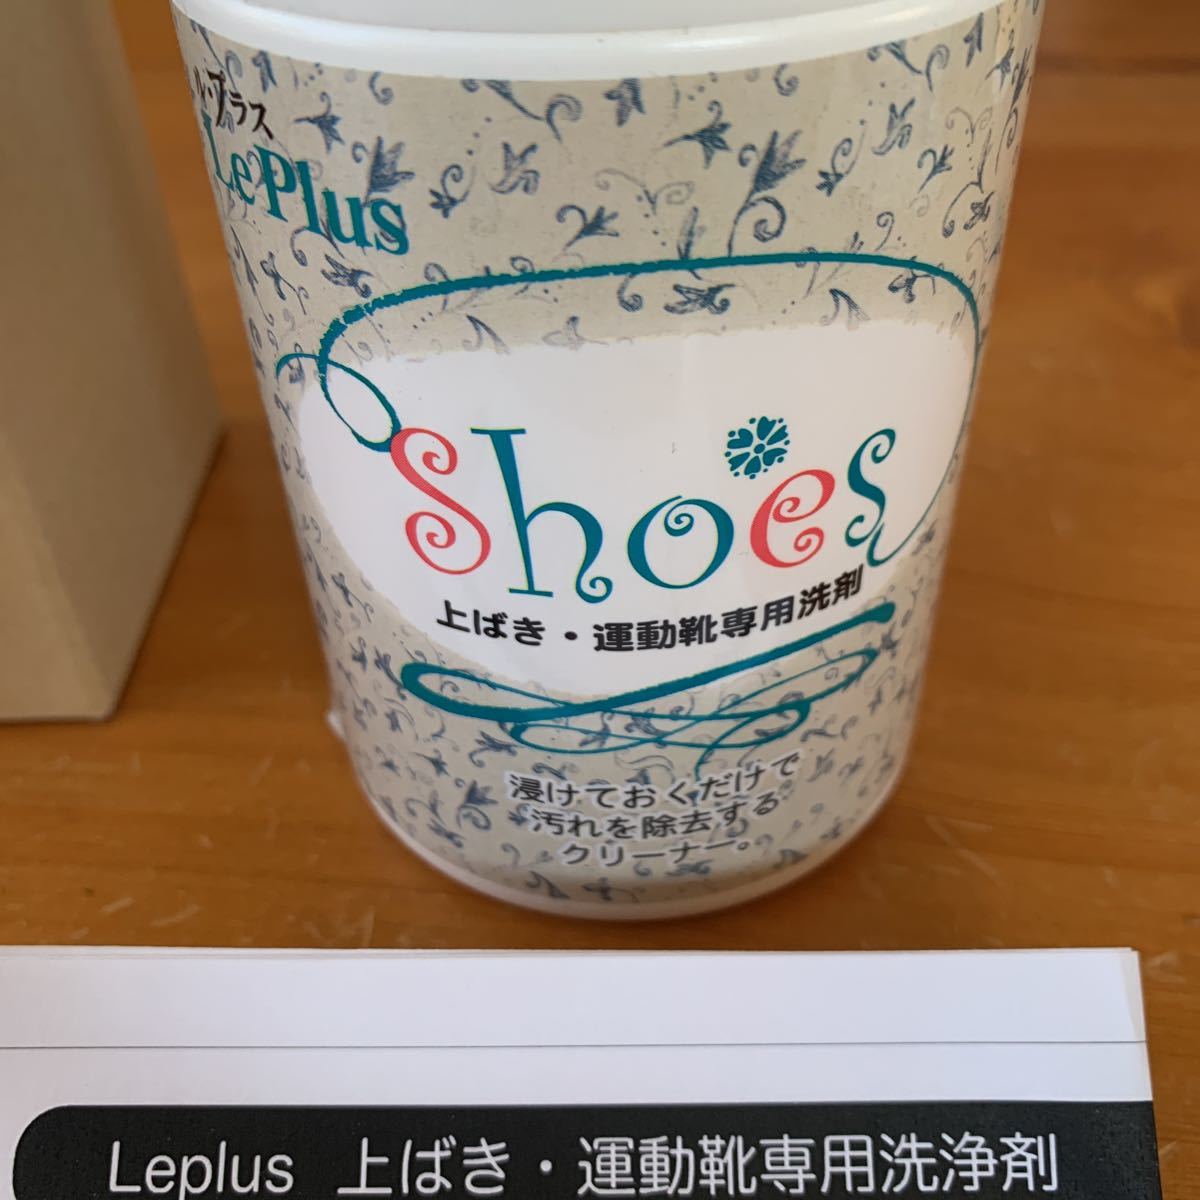 ル・プラス
LePlus
Shoes
上ばき・運動靴専用洗剤
浸けておくだけで
汚れを除去する
クリーナー。
Leplus 上ばき・運動靴専用洗浄剤